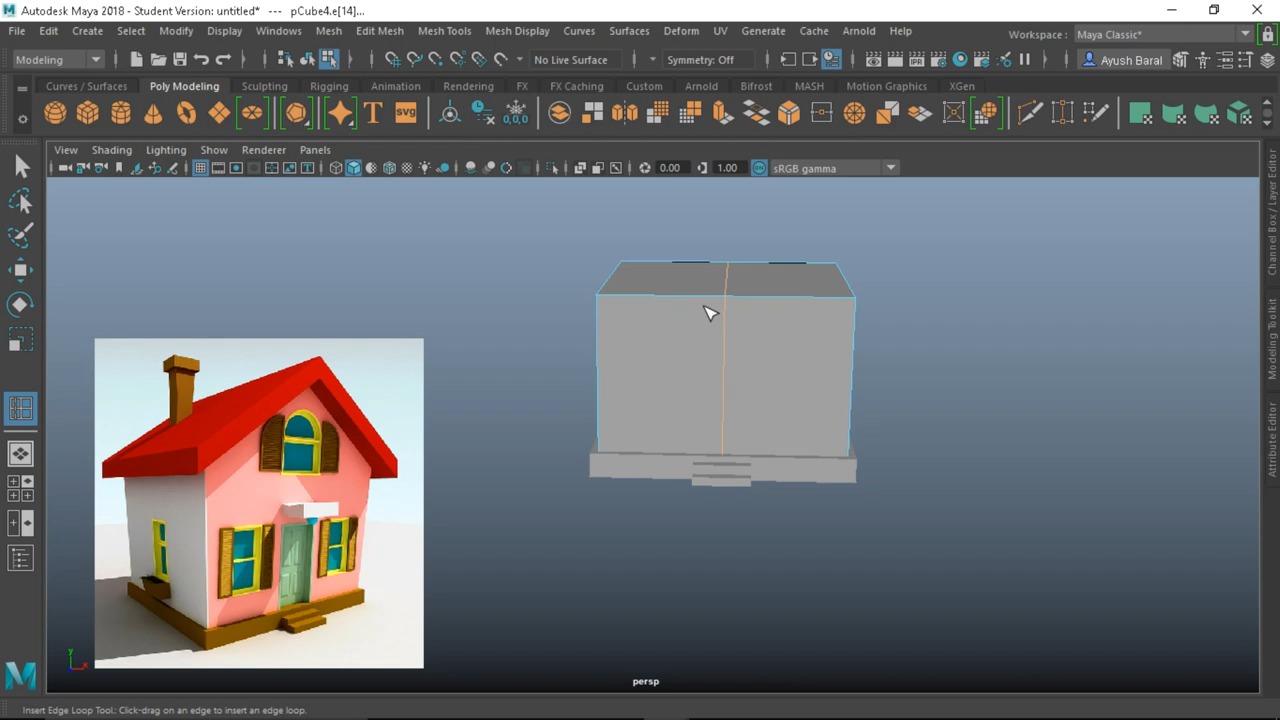 Autodesk Maya 2018 - Student Version: untitled* --- pCube4.e[14]...
File Edit Create Select Modify Display Windows Mesh Edit Mesh Mesh Tools Mesh Display Curves Surfaces Deform UV Generate Cache Arnold Help Workspace : Maya Classic*
Modeling No Live Surface Symmetry: Off Ayush Baral
Curves / Surfaces Poly Modeling Sculpting Rigging Animation Rendering FX FX Caching Custom Arnold Bifrost MASH Motion Graphics XGen
T SVG 0,0,0
View Shading Lighting Show Renderer Panels
0.00 1.00 sRGB gamma
Channel Box / Layer Editor
Modeling Toolkit
Attribute Editor
y
x
persp
Insert Edge Loop Tool: Click-drag on an edge to insert an edge loop.